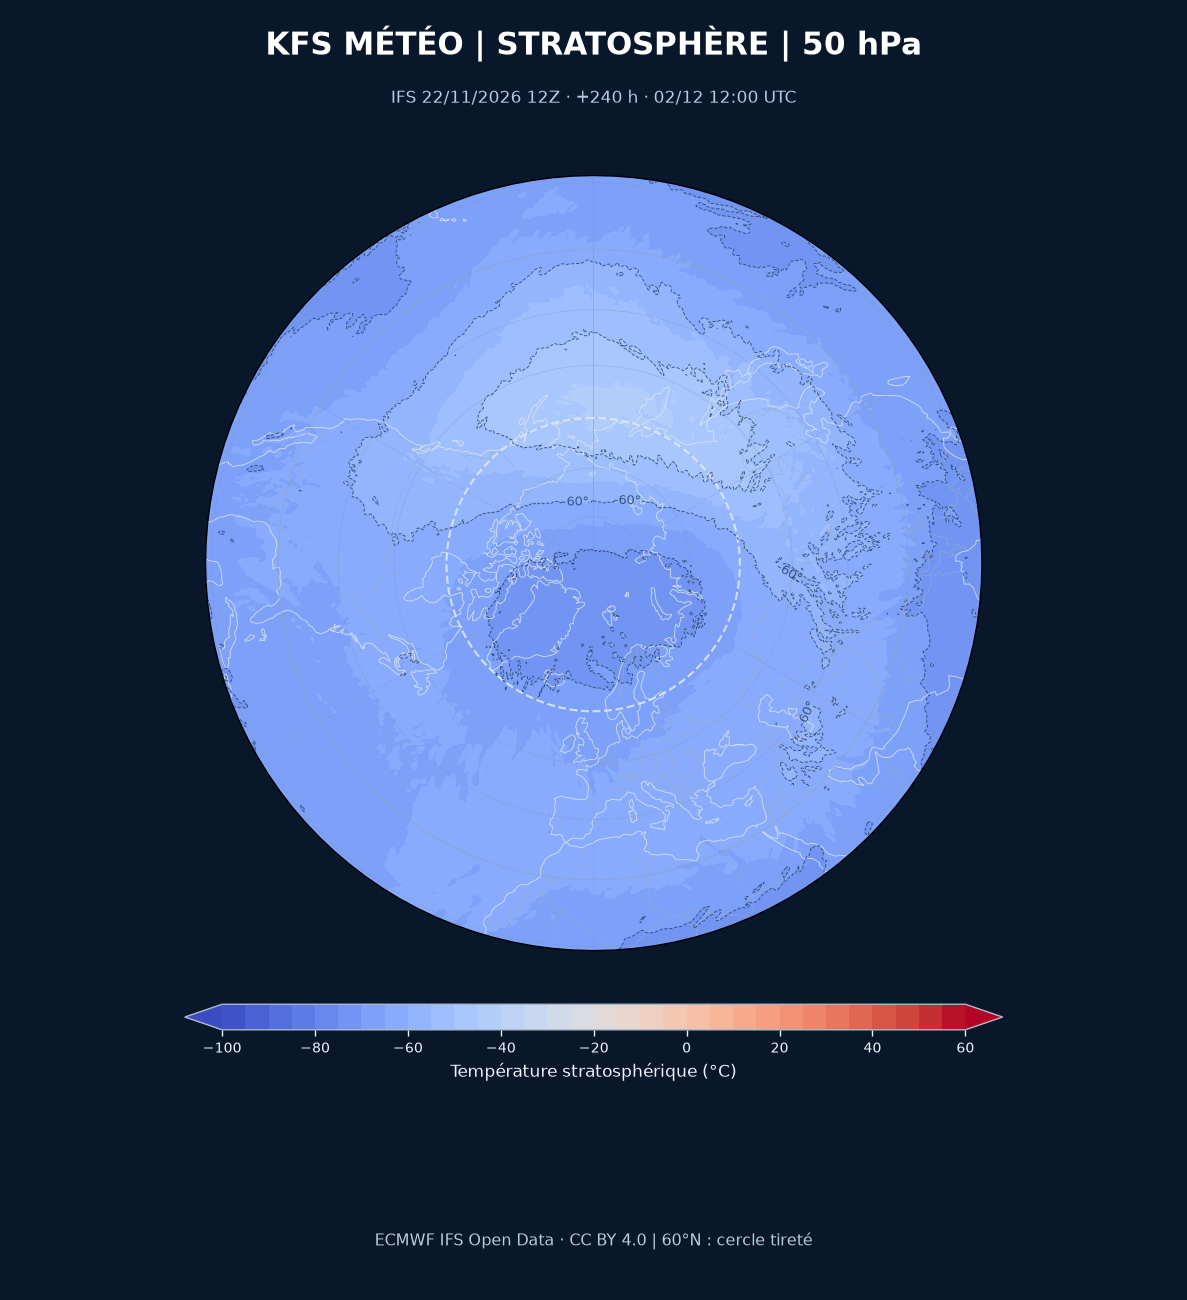 KFS MÉTÉO | STRATOSPHÈRE | 50 hPa
IFS 22/11/2026 12Z · +240 h · 02/12 12:00 UTC
-60°
-60°
-60°
-60°
−100 −80 −60 −40 −20 0 20 40 60
Température stratosphérique (°C)
ECMWF IFS Open Data · CC BY 4.0 | 60°N : cercle tireté